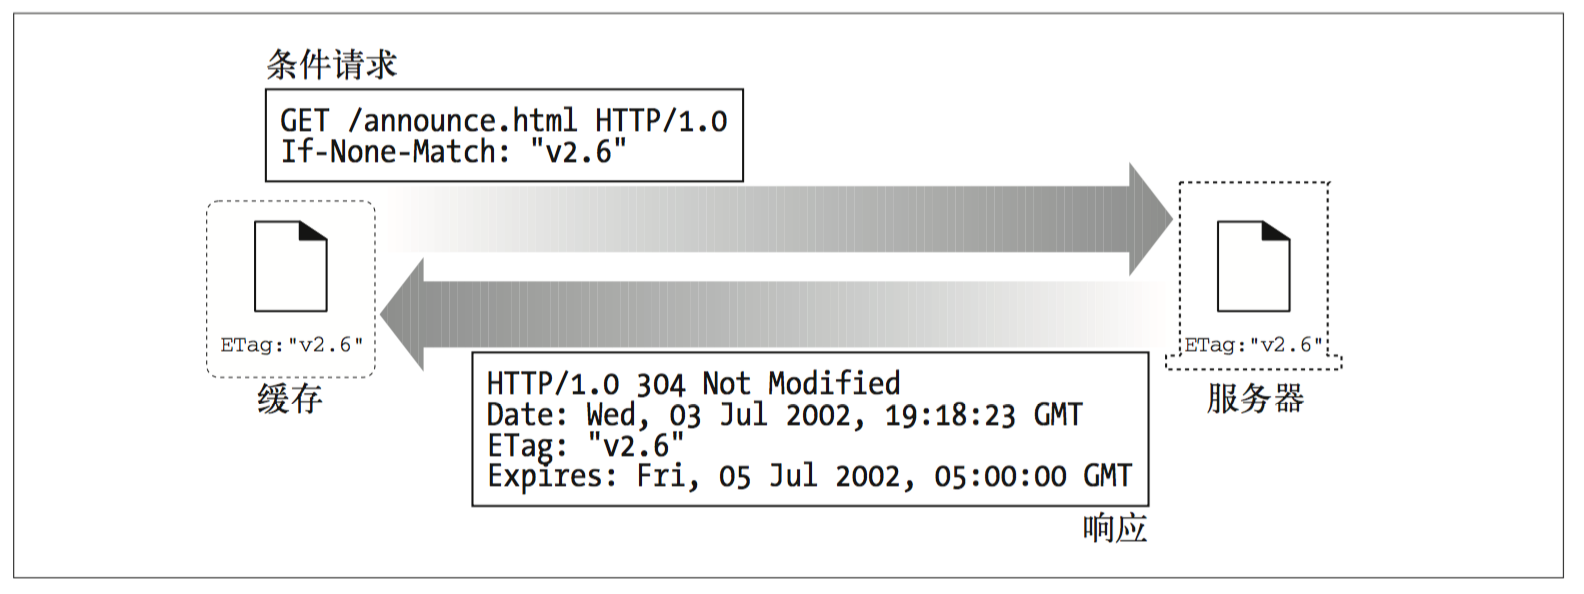 条件请求
GET /announce.html HTTP/1.0
If-None-Match: "v2.6"
ETag:"v2.6"
缓存
ETag:"v2.6"
服务器
HTTP/1.0 304 Not Modified
Date: Wed, 03 Jul 2002, 19:18:23 GMT
ETag: "v2.6"
Expires: Fri, 05 Jul 2002, 05:00:00 GMT
响应